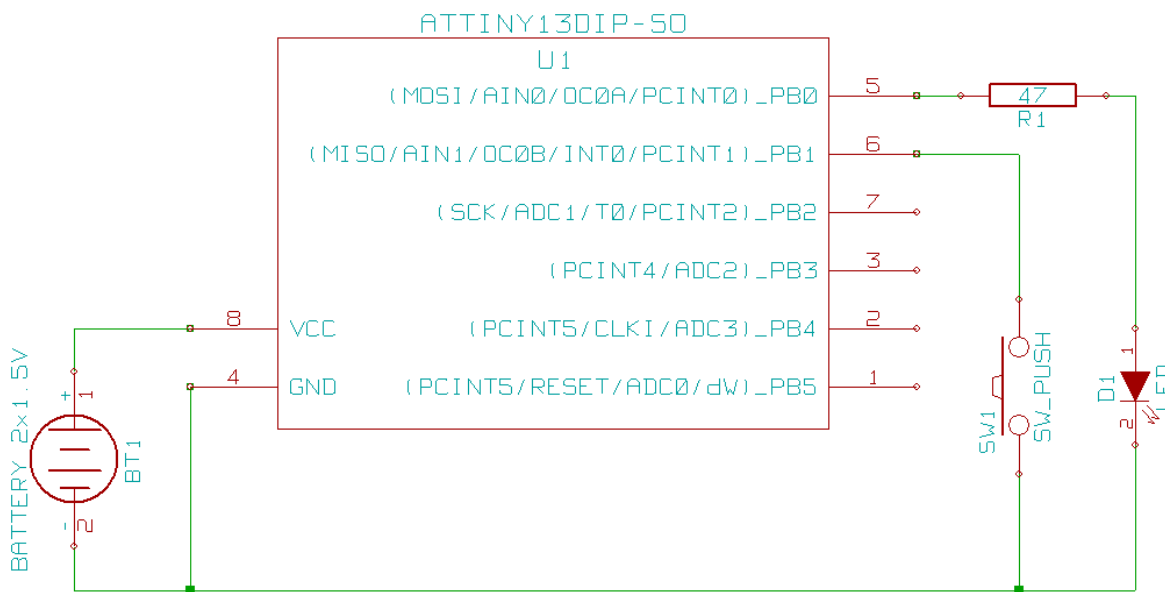 ATTINY13DIP-SO
U1
(MOSI/AIN0/OC0A/PCINT0)_PB0
5
47
R1
(MISO/AIN1/OC0B/INT0/PCINT1)_PB1
6
(SCK/ADC1/T0/PCINT2)_PB2
7
(PCINT4/ADC2)_PB3
3
8
VCC
(PCINT5/CLKI/ADC3)_PB4
2
4
GND
(PCINT5/RESET/ADC0/dW)_PB5
1
BATTERY 2x1.5V
+
1
-
2
BT1
SW1
SW_PUSH
D1
1
2
LED